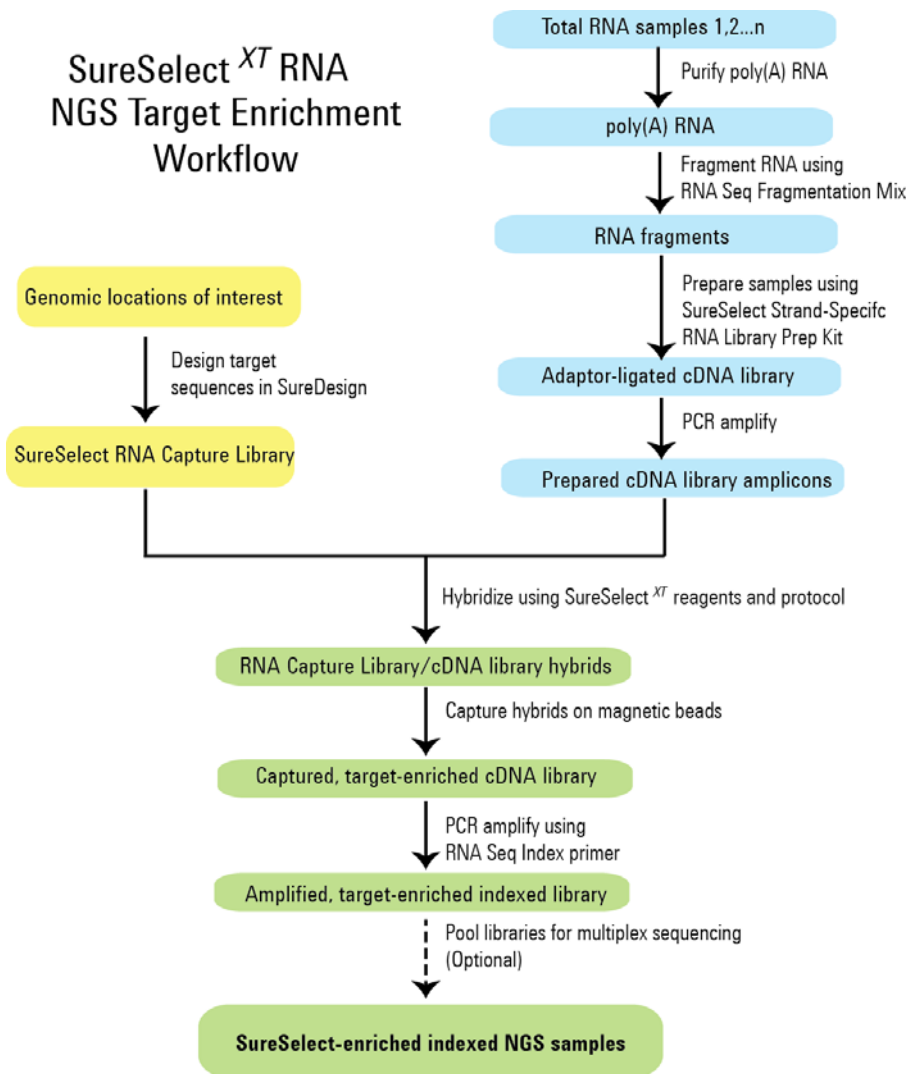 SureSelect XT RNA
NGS Target Enrichment
Workflow
Total RNA samples 1,2...n
Purify poly(A) RNA
poly(A) RNA
Fragment RNA using
RNA Seq Fragmentation Mix
RNA fragments
Prepare samples using
SureSelect Strand-Specifc
RNA Library Prep Kit
Adaptor-ligated cDNA library
PCR amplify
Prepared cDNA library amplicons
Genomic locations of interest
Design target
sequences in SureDesign
SureSelect RNA Capture Library
Hybridize using SureSelect XT reagents and protocol
RNA Capture Library/cDNA library hybrids
Capture hybrids on magnetic beads
Captured, target-enriched cDNA library
PCR amplify using
RNA Seq Index primer
Amplified, target-enriched indexed library
Pool libraries for multiplex sequencing
(Optional)
SureSelect-enriched indexed NGS samples